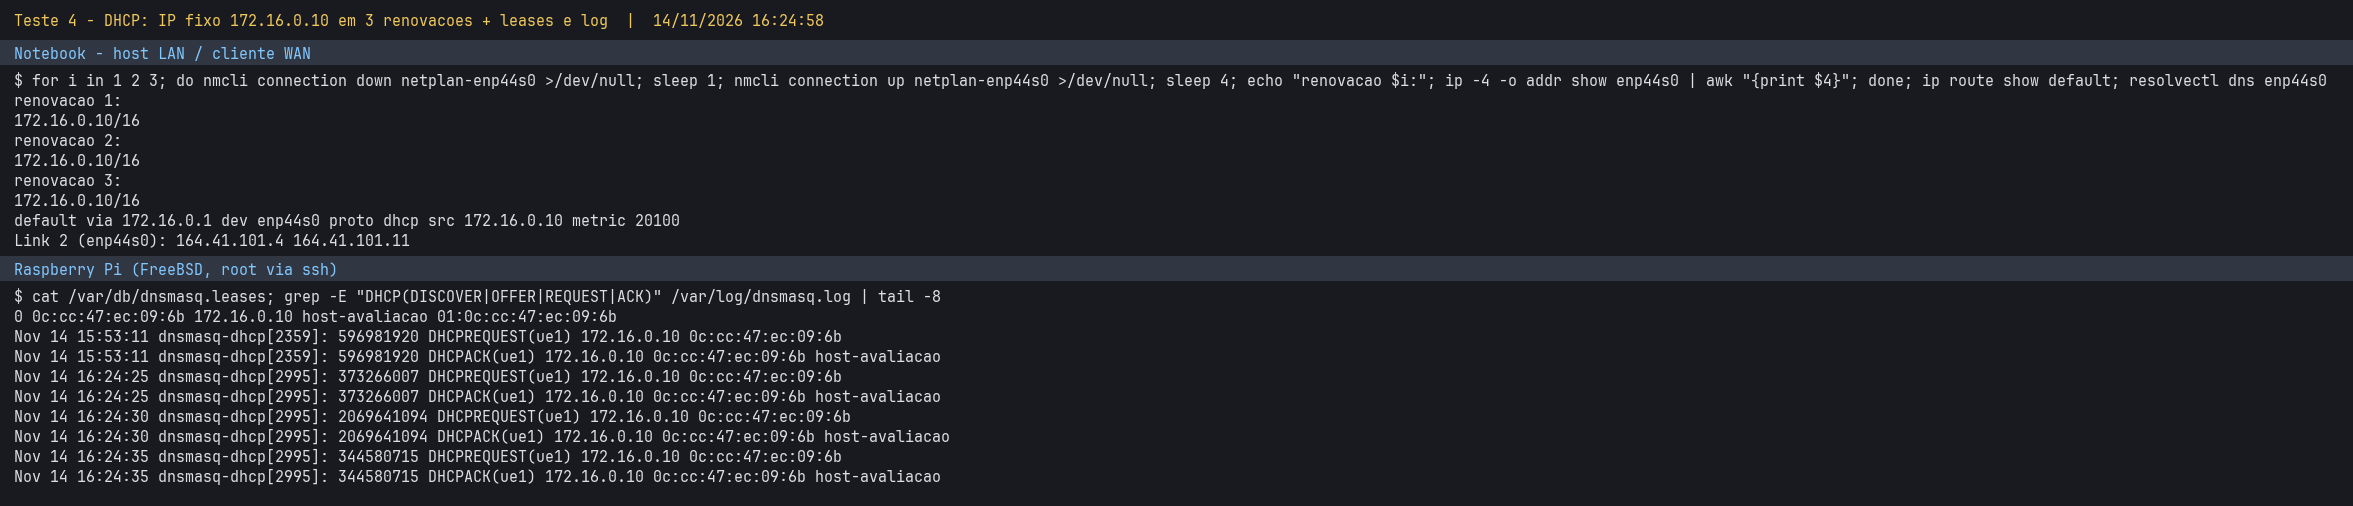 Teste 4 - DHCP: IP fixo 172.16.0.10 em 3 renovacoes + leases e log  |  14/11/2026 16:24:58
Notebook - host LAN / cliente WAN
$ for i in 1 2 3; do nmcli connection down netplan-enp44s0 >/dev/null; sleep 1; nmcli connection up netplan-enp44s0 >/dev/null; sleep 4; echo "renovacao $i:"; ip -4 -o addr show enp44s0 | awk "{print $4}"; done; ip route show default; resolvectl dns enp44s0
renovacao 1:
172.16.0.10/16
renovacao 2:
172.16.0.10/16
renovacao 3:
172.16.0.10/16
default via 172.16.0.1 dev enp44s0 proto dhcp src 172.16.0.10 metric 20100
Link 2 (enp44s0): 164.41.101.4 164.41.101.11
Raspberry Pi (FreeBSD, root via ssh)
$ cat /var/db/dnsmasq.leases; grep -E "DHCP(DISCOVER|OFFER|REQUEST|ACK)" /var/log/dnsmasq.log | tail -8
0 0c:cc:47:ec:09:6b 172.16.0.10 host-avaliacao 01:0c:cc:47:ec:09:6b
Nov 14 15:53:11 dnsmasq-dhcp[2359]: 596981920 DHCPREQUEST(ue1) 172.16.0.10 0c:cc:47:ec:09:6b
Nov 14 15:53:11 dnsmasq-dhcp[2359]: 596981920 DHCPACK(ue1) 172.16.0.10 0c:cc:47:ec:09:6b host-avaliacao
Nov 14 16:24:25 dnsmasq-dhcp[2995]: 373266007 DHCPREQUEST(ue1) 172.16.0.10 0c:cc:47:ec:09:6b
Nov 14 16:24:25 dnsmasq-dhcp[2995]: 373266007 DHCPACK(ue1) 172.16.0.10 0c:cc:47:ec:09:6b host-avaliacao
Nov 14 16:24:30 dnsmasq-dhcp[2995]: 2069641094 DHCPREQUEST(ue1) 172.16.0.10 0c:cc:47:ec:09:6b
Nov 14 16:24:30 dnsmasq-dhcp[2995]: 2069641094 DHCPACK(ue1) 172.16.0.10 0c:cc:47:ec:09:6b host-avaliacao
Nov 14 16:24:35 dnsmasq-dhcp[2995]: 344580715 DHCPREQUEST(ue1) 172.16.0.10 0c:cc:47:ec:09:6b
Nov 14 16:24:35 dnsmasq-dhcp[2995]: 344580715 DHCPACK(ue1) 172.16.0.10 0c:cc:47:ec:09:6b host-avaliacao